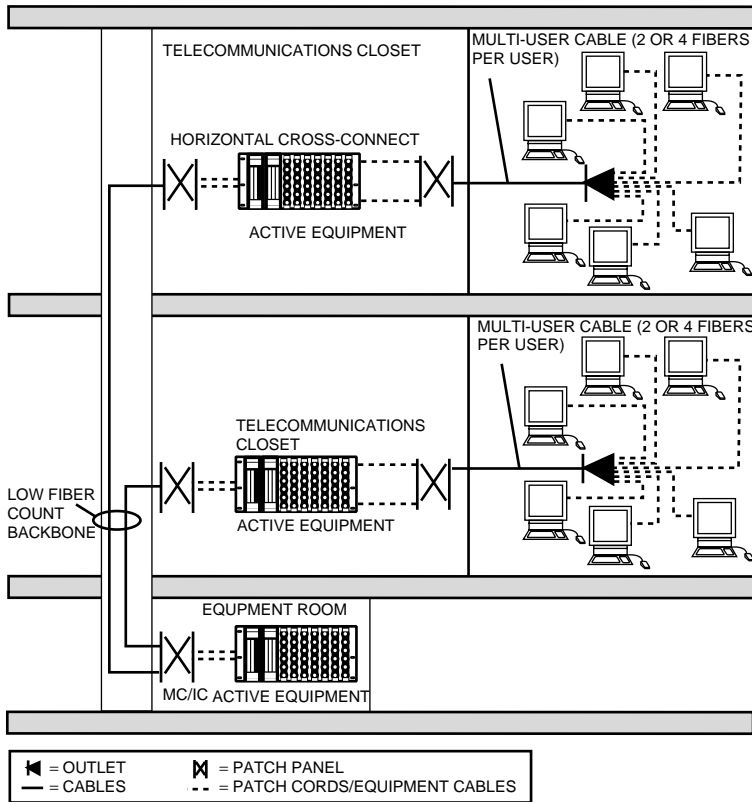 TELECOMMUNICATIONS CLOSET
MULTI-USER CABLE (2 OR 4 FIBERS
PER USER)
HORIZONTAL CROSS-CONNECT
ACTIVE EQUIPMENT
MULTI-USER CABLE (2 OR 4 FIBERS
PER USER)
TELECOMMUNICATIONS
CLOSET
ACTIVE EQUIPMENT
LOW FIBER
COUNT
BACKBONE
EQUPMENT ROOM
MC/IC ACTIVE EQUIPMENT
= OUTLET
= PATCH PANEL
= CABLES
= PATCH CORDS/EQUIPMENT CABLES